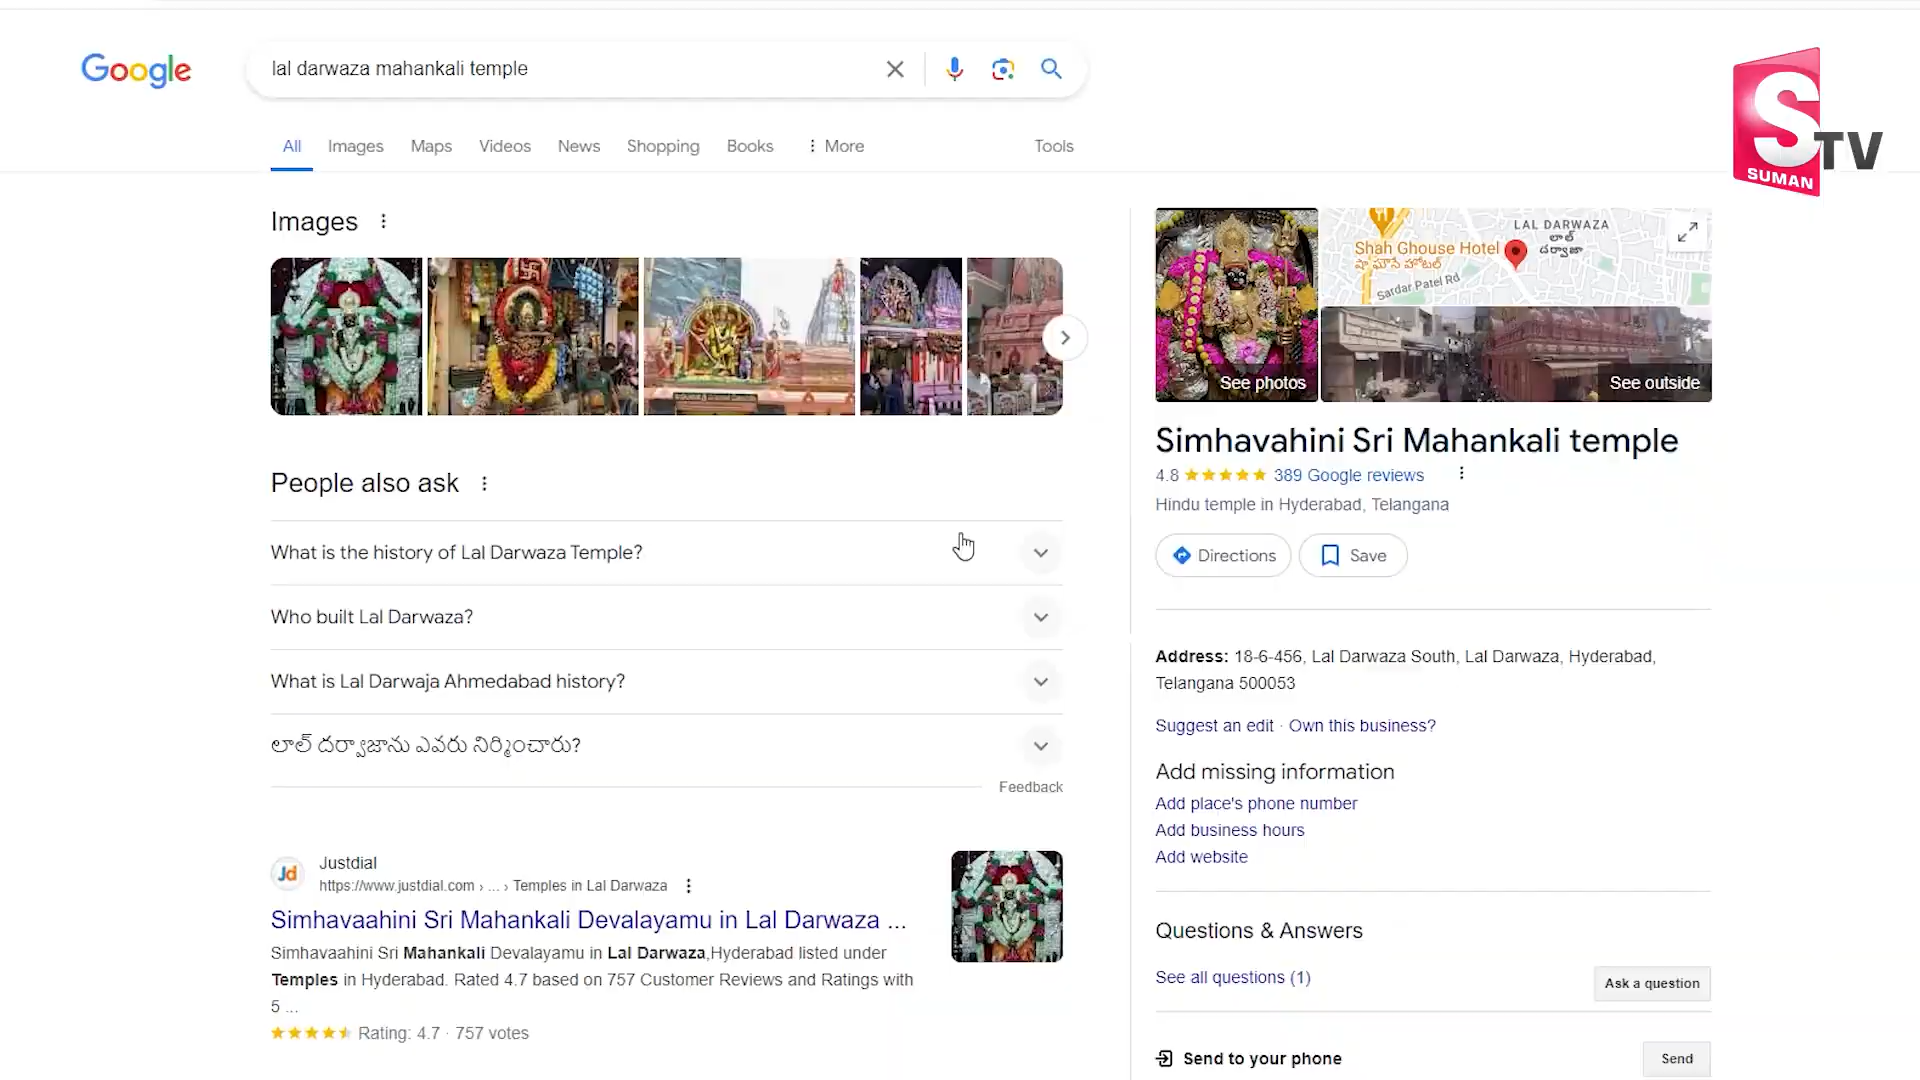 Google
lal darwaza mahankali temple
All Images Maps Videos News Shopping Books More Tools
S TV
SUMAN
Images
See photos
LAL DARWAZA
లాల్
దర్వాజా
Shah Ghouse Hotel
షా ఘౌసే హోటల్
Sardar Patel Rd
See outside
Simhavahini Sri Mahankali temple
4.8 389 Google reviews
Hindu temple in Hyderabad, Telangana
Directions Save
Address: 18-6-456, Lal Darwaza South, Lal Darwaza, Hyderabad,
Telangana 500053
Suggest an edit · Own this business?
Add missing information
Add place's phone number
Add business hours
Add website
Questions & Answers
See all questions (1)
Ask a question
Send to your phone
Send
People also ask
What is the history of Lal Darwaza Temple?
Who built Lal Darwaza?
What is Lal Darwaja Ahmedabad history?
లాల్ దర్వాజాను ఎవరు నిర్మించారు?
Feedback
Jd
Justdial
https://www.justdial.com › ... › Temples in Lal Darwaza
Simhavaahini Sri Mahankali Devalayamu in Lal Darwaza ...
Simhavaahini Sri Mahankali Devalayamu in Lal Darwaza,Hyderabad listed under
Temples in Hyderabad. Rated 4.7 based on 757 Customer Reviews and Ratings with
5 ...
Rating: 4.7 · 757 votes